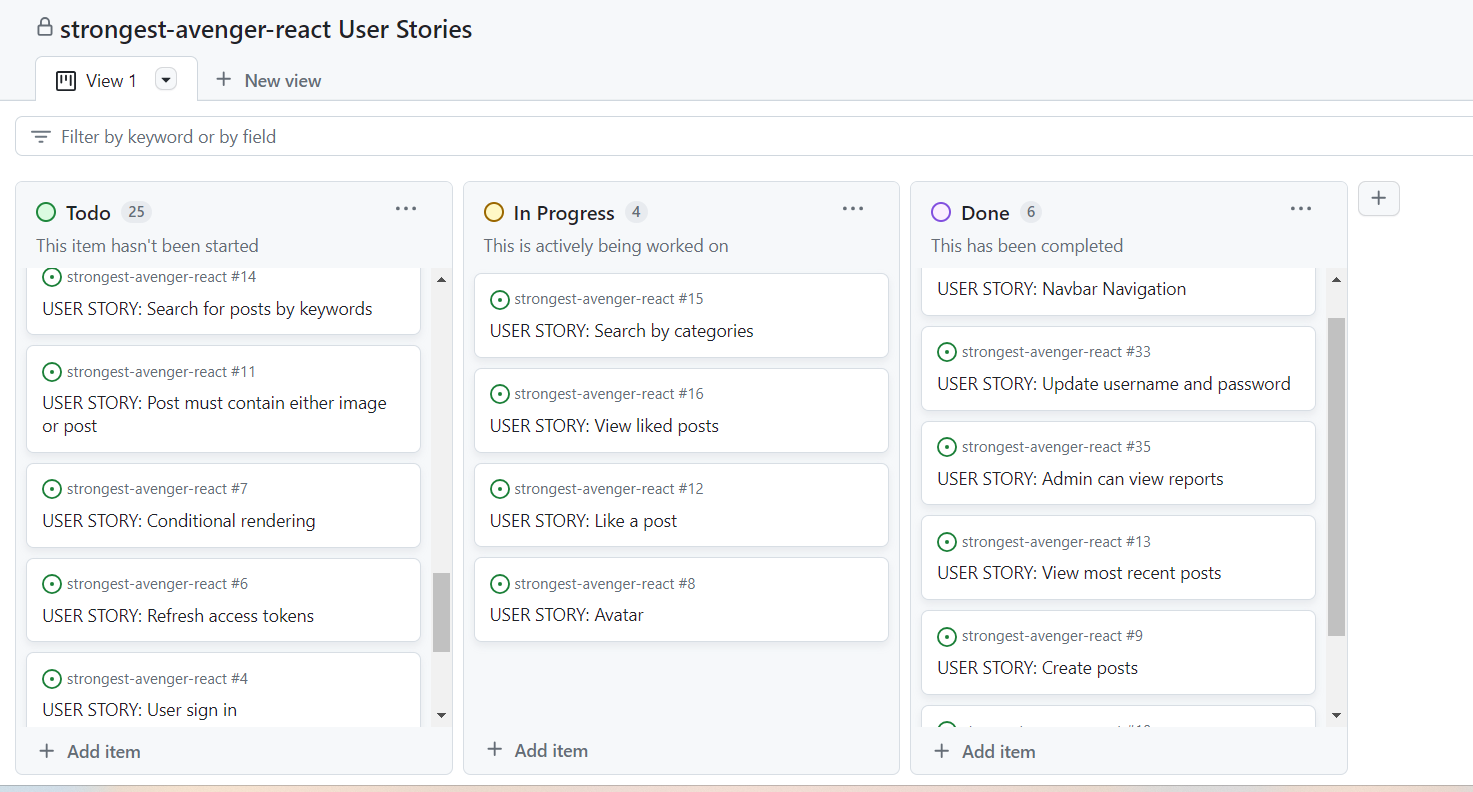 strongest-avenger-react User Stories
View 1
New view
Filter by keyword or by field
Todo 25
This item hasn't been started
strongest-avenger-react #14
USER STORY: Search for posts by keywords
strongest-avenger-react #11
USER STORY: Post must contain either image
or post
strongest-avenger-react #7
USER STORY: Conditional rendering
strongest-avenger-react #6
USER STORY: Refresh access tokens
strongest-avenger-react #4
USER STORY: User sign in
Add item
In Progress 4
This is actively being worked on
strongest-avenger-react #15
USER STORY: Search by categories
strongest-avenger-react #16
USER STORY: View liked posts
strongest-avenger-react #12
USER STORY: Like a post
strongest-avenger-react #8
USER STORY: Avatar
Add item
Done 6
This has been completed
USER STORY: Navbar Navigation
strongest-avenger-react #33
USER STORY: Update username and password
strongest-avenger-react #35
USER STORY: Admin can view reports
strongest-avenger-react #13
USER STORY: View most recent posts
strongest-avenger-react #9
USER STORY: Create posts
Add item